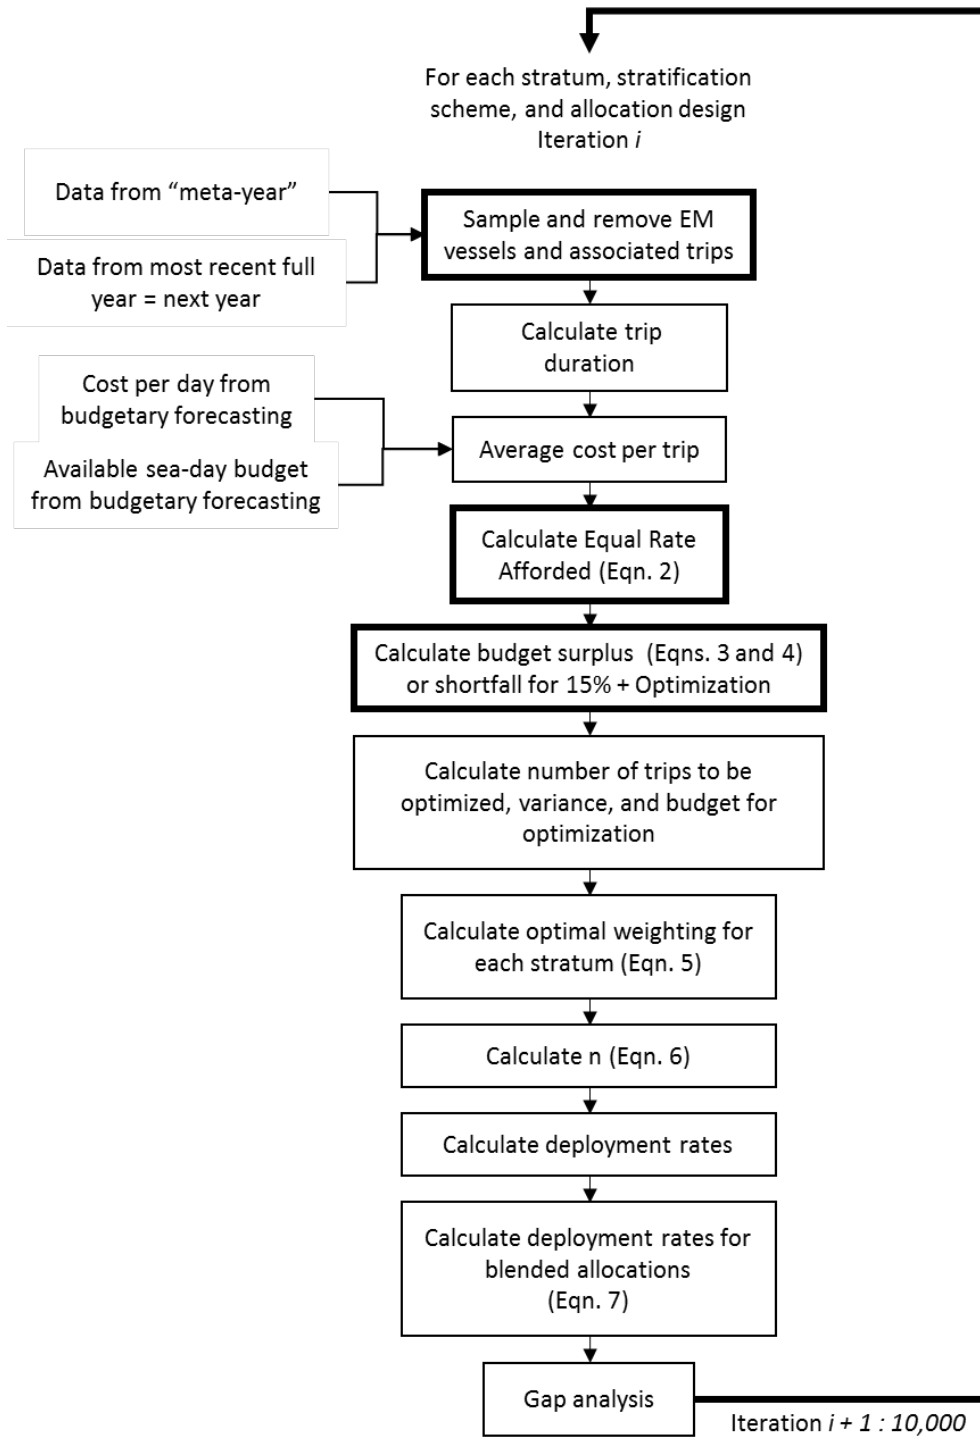 For each stratum, stratification
scheme, and allocation design
Iteration i
Data from “meta-year”
Data from most recent full
year = next year
Sample and remove EM
vessels and associated trips
Calculate trip
duration
Cost per day from
budgetary forecasting
Available sea-day budget
from budgetary forecasting
Average cost per trip
Calculate Equal Rate
Afforded (Eqn. 2)
Calculate budget surplus (Eqns. 3 and 4)
or shortfall for 15% + Optimization
Calculate number of trips to be
optimized, variance, and budget for
optimization
Calculate optimal weighting for
each stratum (Eqn. 5)
Calculate n (Eqn. 6)
Calculate deployment rates
Calculate deployment rates for
blended allocations
(Eqn. 7)
Gap analysis
Iteration i + 1 : 10,000